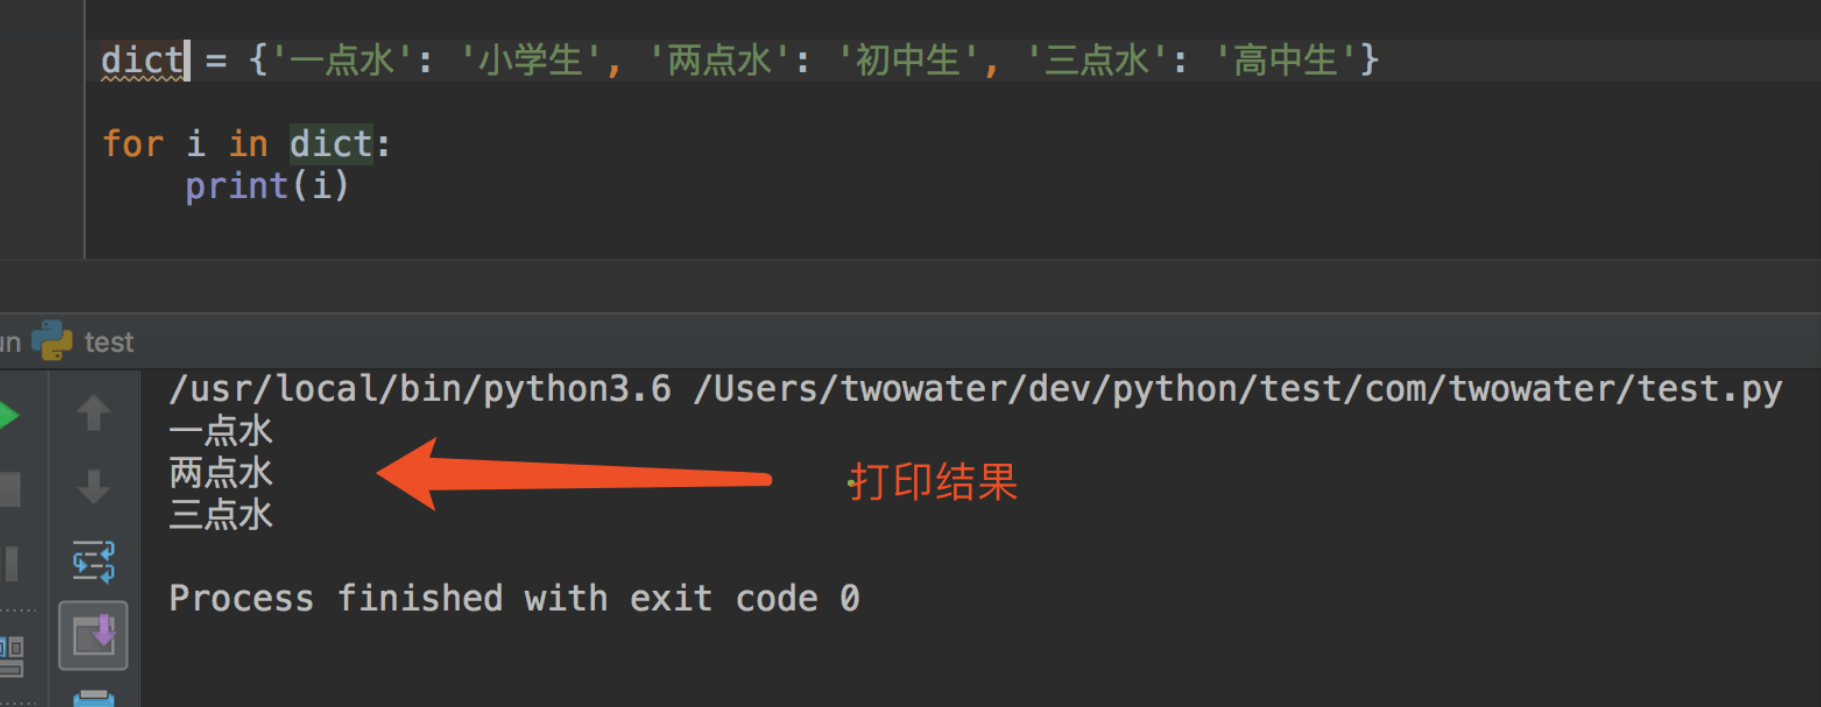 dict = {'一点水': '小学生', '两点水': '初中生', '三点水': '高中生'}
for i in dict:
    print(i)
un test
/usr/local/bin/python3.6 /Users/twowater/dev/python/test/com/twowater/test.py
一点水
两点水
打印结果
三点水
Process finished with exit code 0